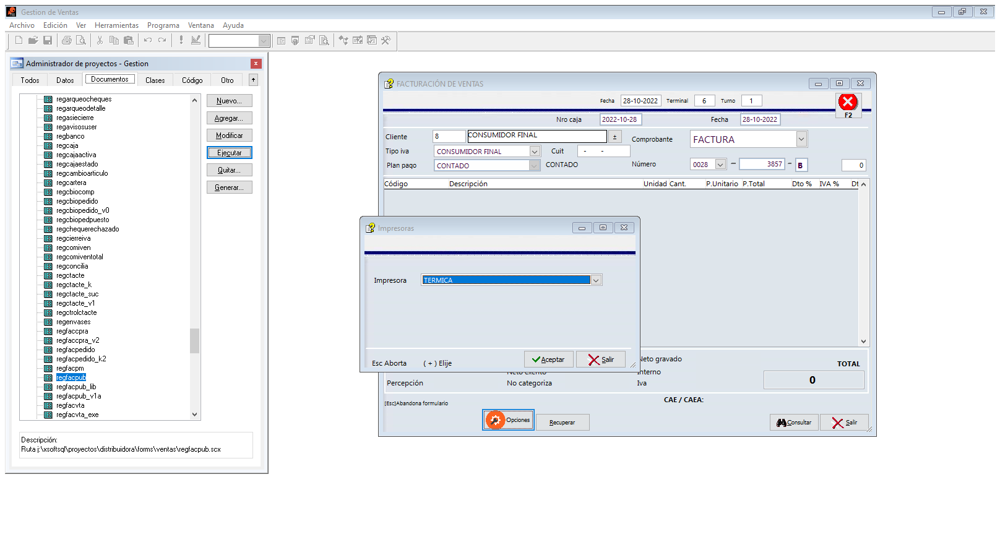 Gestion de Ventas
Archivo Edición Ver Herramientas Programa Ventana Ayuda
Administrador de proyectos - Gestion
Todos Datos Documentos Clases Código Otro
regarqueocheques
regarqueodetalle
regasiecierre
regavisosuser
regbanco
regcaja
regcajaactiva
regcajaestado
regcambioarticulo
regcartera
regcbiocomp
regcbiopedido
regcbiopedido_v0
regcbiopedpuesto
regchequerechazado
regcierreiva
regcomiven
regcomiventotal
regconcilia
regctacte
regctacte_k
regctacte_suc
regctacte_v1
regctrolctacte
regenvases
regfaccpra
regfaccpra_v2
regfacpedido
regfacpedido_k2
regfacpm
regfacpub
regfacpub_lib
regfacpub_v1a
regfacvta
regfacvta_exe
Nuevo...
Agregar...
Modificar
Ejecutar
Quitar...
Generar...
Descripción:
Ruta j:\xsoftsql\proyectos\distribuidora\forms\ventas\regfacpub.scx
FACTURACIÓN DE VENTAS
Fecha 28-10-2022 Terminal 6 Turno 1
F2
Nro caja 2022-10-28 Fecha 28-10-2022
Cliente 8 CONSUMIDOR FINAL ± Comprobante FACTURA
Tipo iva CONSUMIDOR FINAL Cuit - -
Plan pago CONTADO CONTADO Número 0028 - 3857 - B 0
Código Descripción Unidad Cant. P.Unitario P.Total Dto % IVA % Dt
Impresoras
Impresora TERMICA
Esc Aborta ( + ) Elije Aceptar Salir
Neto gravado
TOTAL
Neto exento Interno
0
Percepción No categoriza Iva
CAE / CAEA:
[Esc]Abandona formulario
Opciones Recuperar Consultar Salir